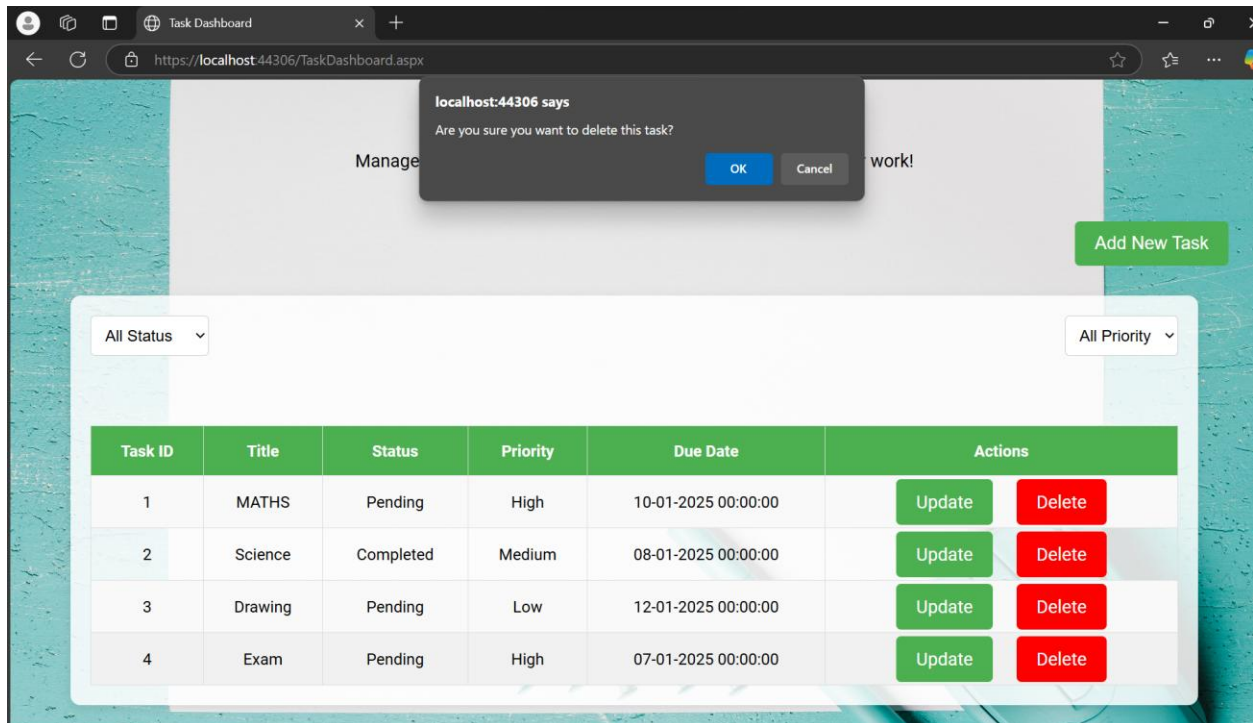 Task Dashboard
https://localhost:44306/TaskDashboard.aspx
localhost:44306 says
Are you sure you want to delete this task?
OK Cancel
Manage work!
Add New Task
All Status All Priority
Task ID Title Status Priority Due Date Actions
1 MATHS Pending High 10-01-2025 00:00:00 Update Delete
2 Science Completed Medium 08-01-2025 00:00:00 Update Delete
3 Drawing Pending Low 12-01-2025 00:00:00 Update Delete
4 Exam Pending High 07-01-2025 00:00:00 Update Delete